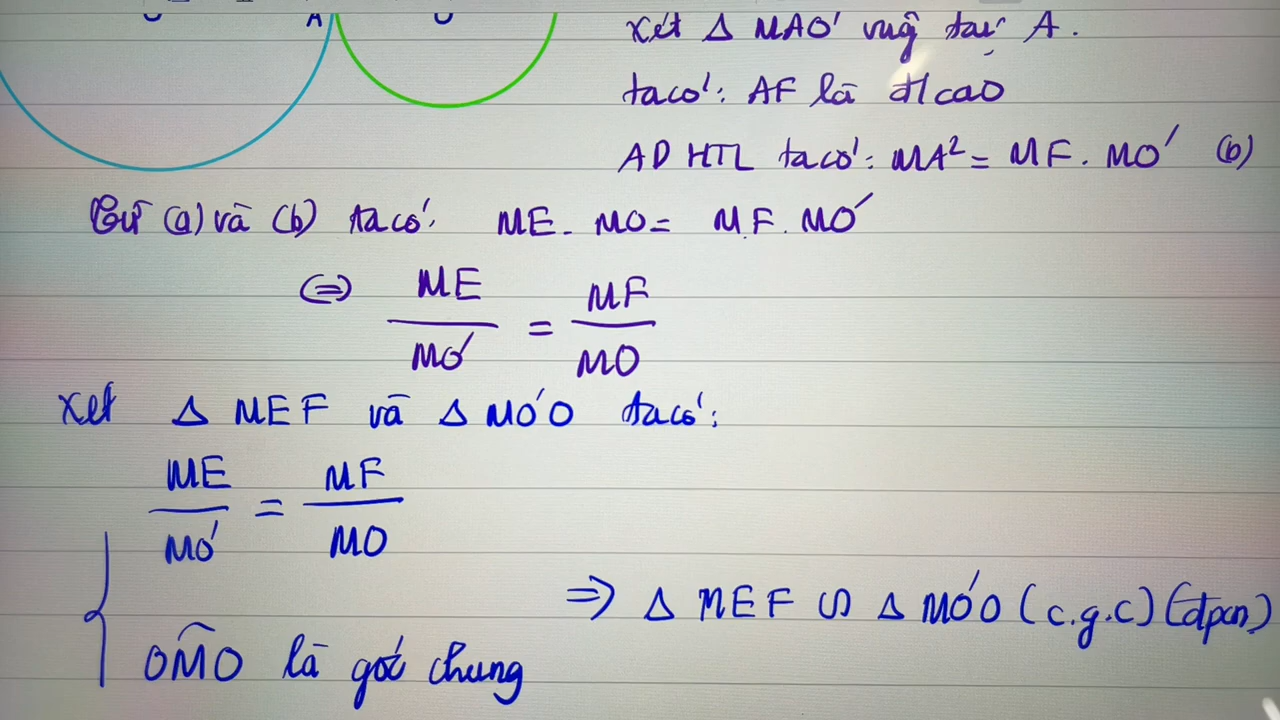 A
Xét Δ MAO' vug̃ tại A.
ta có: AF là đ/cao
AD HTL ta có: MA² = MF. MO' (b)
Từ (a) và (b) ta có: ME. MO = MF. MO'
⇔ ME/MO' = MF/MO
Xét Δ MEF và Δ MO'O ta có:
ME/MO' = MF/MO
⇒ Δ MEF ∽ Δ MO'O (c.g.c) (đpcm)
OM̂O là góc chung